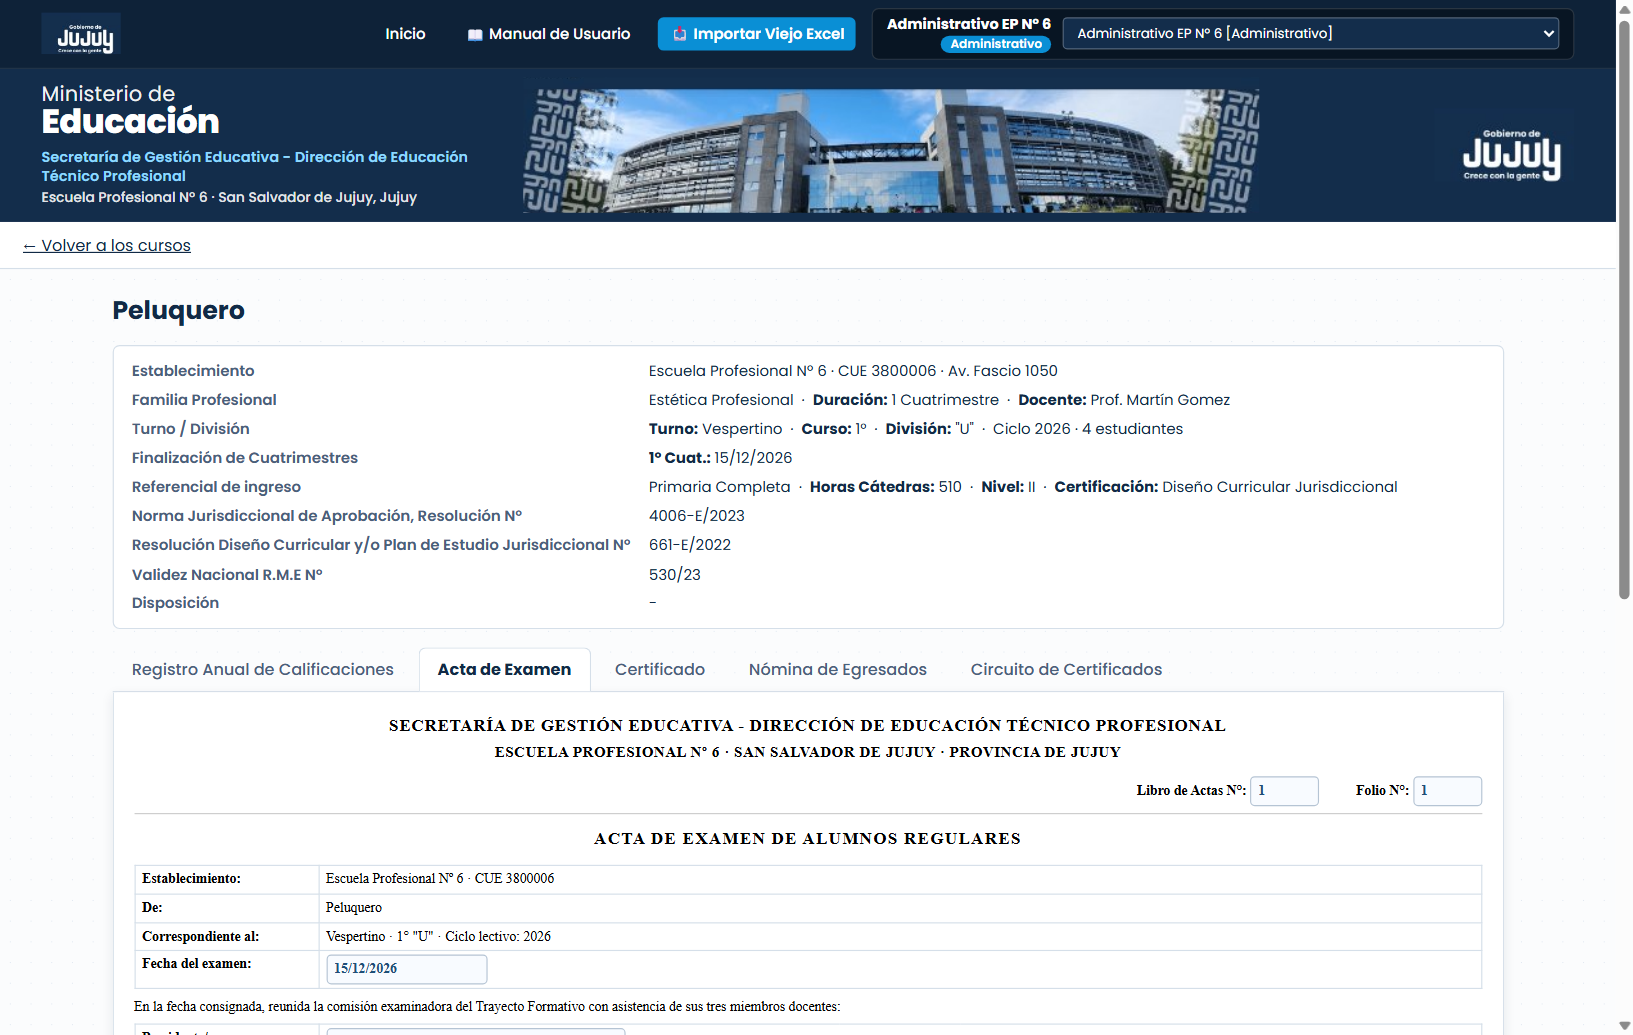 Gobierno de
JUJUY
Crece con la gente
Inicio
Manual de Usuario
Importar Viejo Excel
Administrativo EP Nº 6
Administrativo
Administrativo EP Nº 6 [Administrativo]
Ministerio de
Educación
Secretaría de Gestión Educativa - Dirección de Educación
Técnico Profesional
Escuela Profesional Nº 6 · San Salvador de Jujuy, Jujuy
Gobierno de
JUJUY
Crece con la gente
← Volver a los cursos
Peluquero
Establecimiento Escuela Profesional Nº 6 · CUE 3800006 · Av. Fascio 1050
Familia Profesional Estética Profesional · Duración: 1 Cuatrimestre · Docente: Prof. Martín Gomez
Turno / División Turno: Vespertino · Curso: 1º · División: "U" · Ciclo 2026 · 4 estudiantes
Finalización de Cuatrimestres 1º Cuat.: 15/12/2026
Referencial de ingreso Primaria Completa · Horas Cátedras: 510 · Nivel: II · Certificación: Diseño Curricular Jurisdiccional
Norma Jurisdiccional de Aprobación, Resolución Nº 4006-E/2023
Resolución Diseño Curricular y/o Plan de Estudio Jurisdiccional Nº 661-E/2022
Validez Nacional R.M.E Nº 530/23
Disposición -
Registro Anual de Calificaciones
Acta de Examen
Certificado
Nómina de Egresados
Circuito de Certificados
SECRETARÍA DE GESTIÓN EDUCATIVA - DIRECCIÓN DE EDUCACIÓN TÉCNICO PROFESIONAL
ESCUELA PROFESIONAL Nº 6 · SAN SALVADOR DE JUJUY · PROVINCIA DE JUJUY
Libro de Actas N°: 1 Folio N°: 1
ACTA DE EXAMEN DE ALUMNOS REGULARES
Establecimiento: Escuela Profesional Nº 6 · CUE 3800006
De: Peluquero
Correspondiente al: Vespertino · 1° "U" · Ciclo lectivo: 2026
Fecha del examen: 15/12/2026
En la fecha consignada, reunida la comisión examinadora del Trayecto Formativo con asistencia de sus tres miembros docentes: